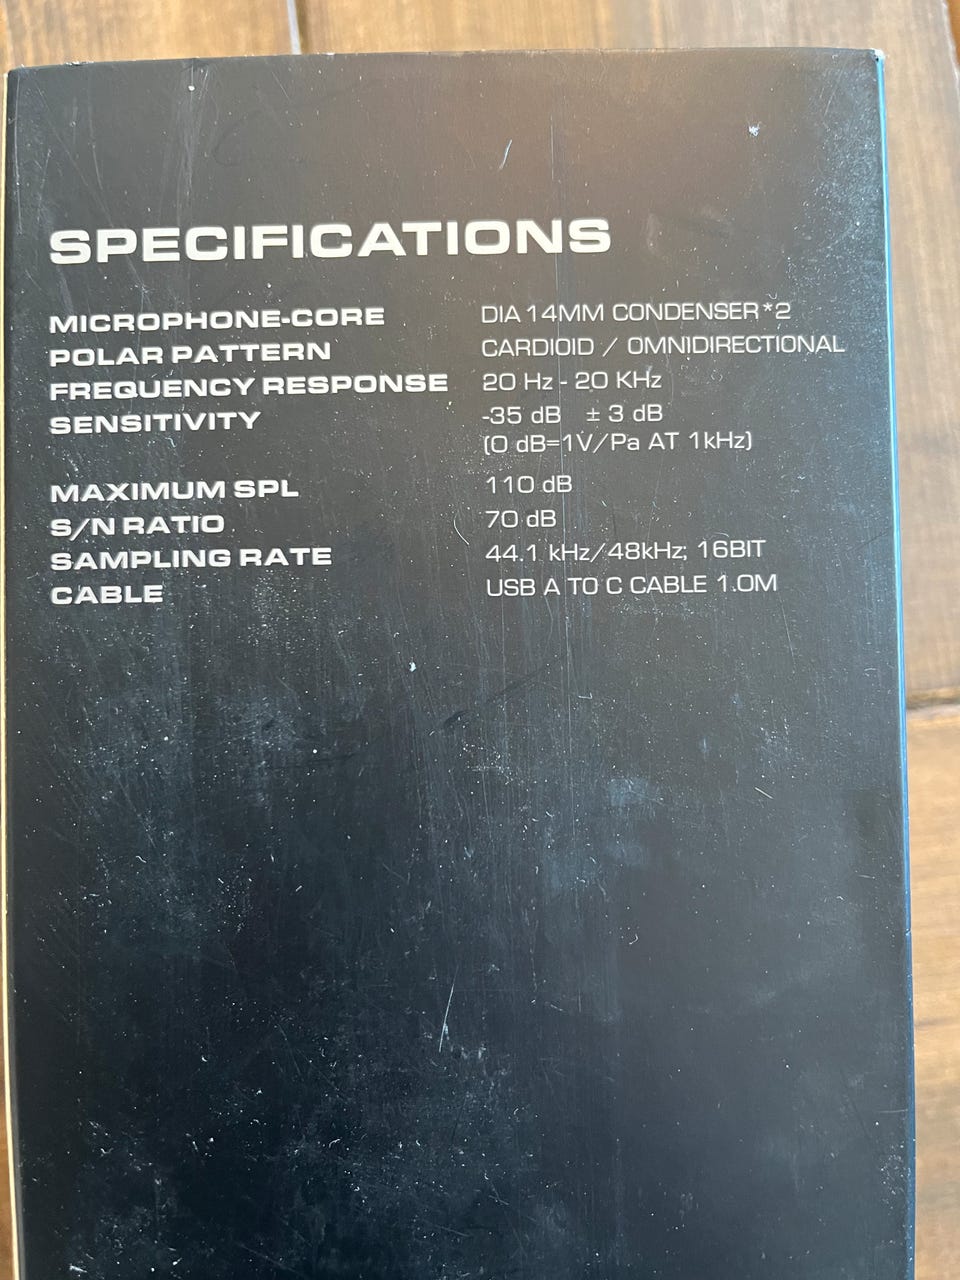 SPECIFICATIONS
MICROPHONE-CORE DIA 14MM CONDENSER*2
POLAR PATTERN CARDIOID / OMNIDIRECTIONAL
FREQUENCY RESPONSE 20 Hz - 20 KHz
SENSITIVITY -35 dB ± 3 dB
(0 dB=1V/Pa AT 1kHz)
MAXIMUM SPL 110 dB
S/N RATIO 70 dB
SAMPLING RATE 44.1 kHz/48kHz; 16BIT
CABLE USB A TO C CABLE 1.0M